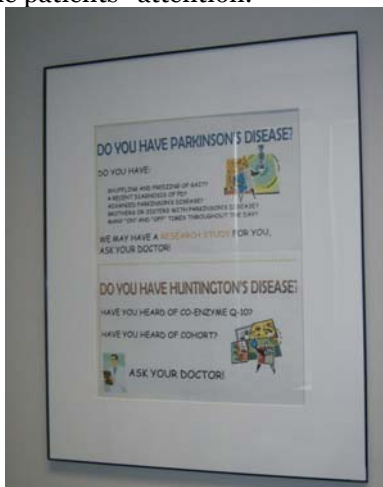 patients' attention.
DO YOU HAVE PARKINSON'S DISEASE?
DO YOU HAVE:
SHUFFLING AND FREEZING OF GAIT?
A RECENT DIAGNOSIS OF PD?
ADVANCED PARKINSON'S DISEASE?
BROTHERS OR SISTERS WITH PARKINSON'S DISEASE?
MANY "ON" AND "OFF" TIMES THROUGHOUT THE DAY?
WE MAY HAVE A RESEARCH STUDY FOR YOU,
ASK YOUR DOCTOR!
DO YOU HAVE HUNTINGTON'S DISEASE?
HAVE YOU HEARD OF CO-ENZYME Q-10?
HAVE YOU HEARD OF COHORT?
ASK YOUR DOCTOR!